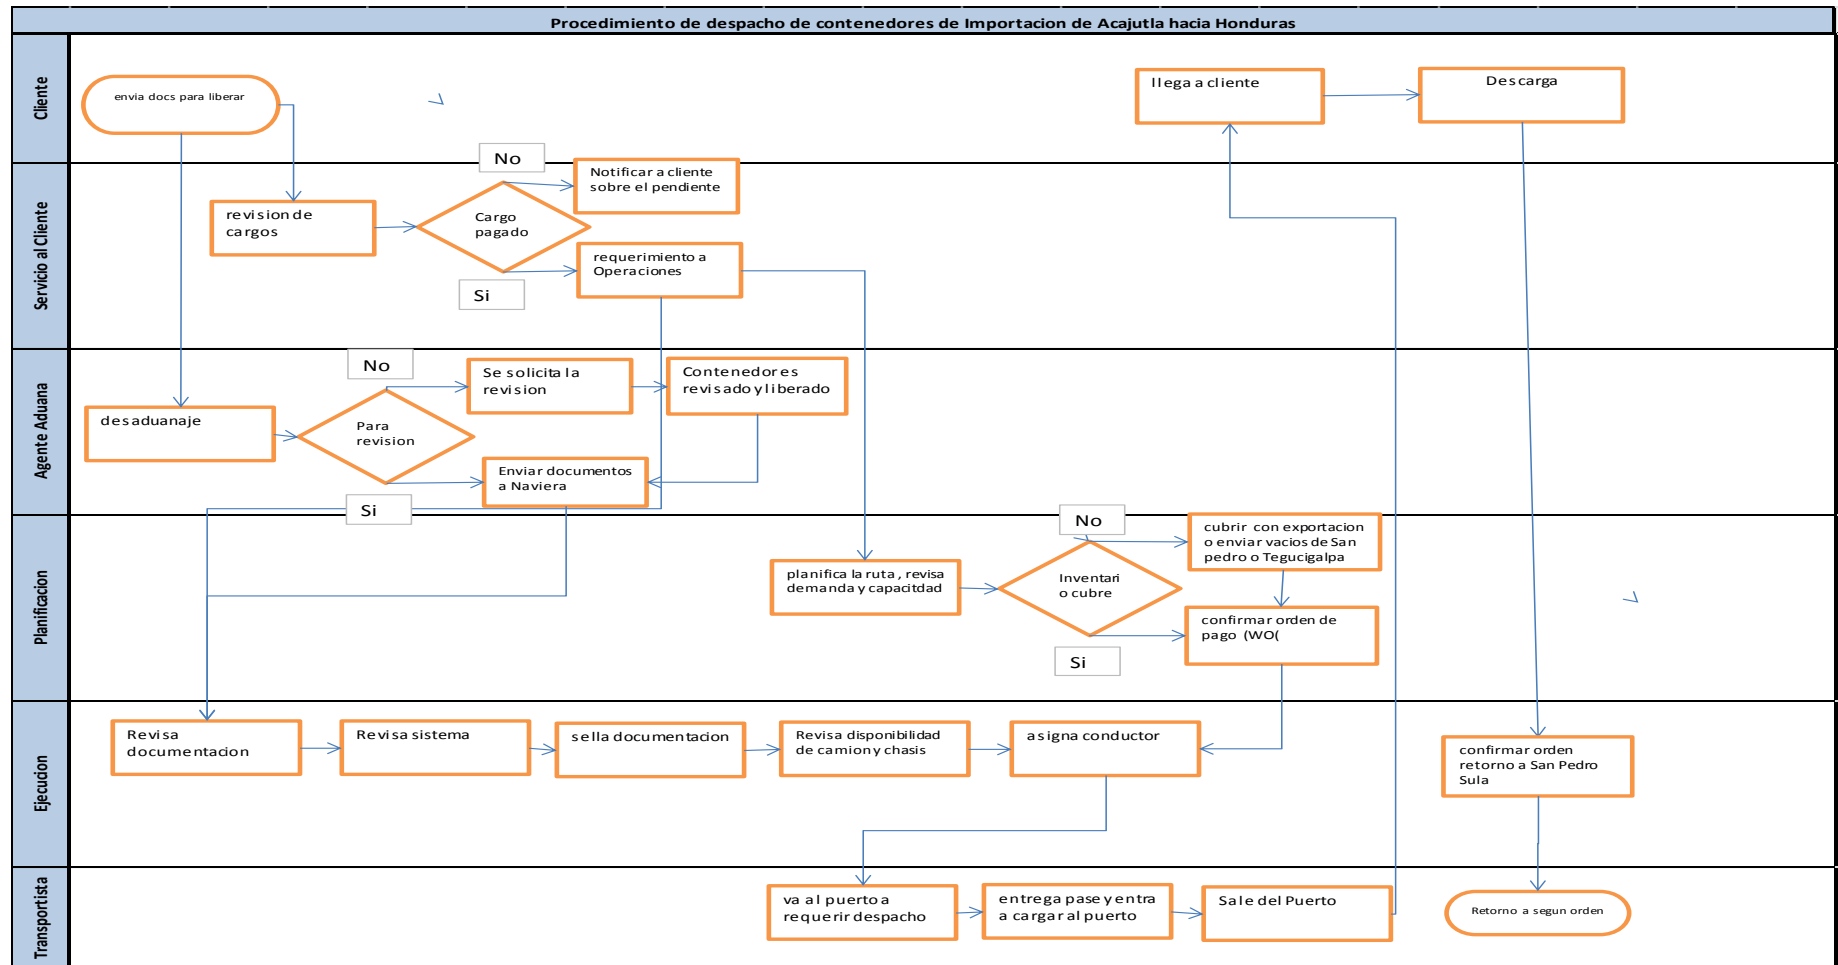 Procedimiento de despacho de contenedores de Importacion de Acajutla hacia Honduras
Cliente
envia docs para liberar
llega a cliente
Descarga
Servicio al Cliente
No
Notificar a cliente
sobre el pendiente
revision de
cargos
Cargo
pagado
requerimiento a
Operaciones
Si
Agente Aduana
No
Se solicita la
revision
Contenedores
revisado y liberado
desaduanaje
Para
revision
Enviar documentos
a Naviera
Si
Planificacion
No
cubrir con exportacion
o enviar vacios de San
pedro o Tegucigalpa
planifica la ruta , revisa
demanda y capacitdad
Inventari
o cubre
confirmar orden de
pago (WO(
Si
Ejecucion
Revisa
documentacion
Revisa sistema
sella documentacion
Revisa disponibilidad
de camion y chasis
asigna conductor
confirmar orden
retorno a San Pedro
Sula
Transportista
va al puerto a
requerir despacho
entrega pase y entra
a cargar al puerto
Sale del Puerto
Retorno a segun orden